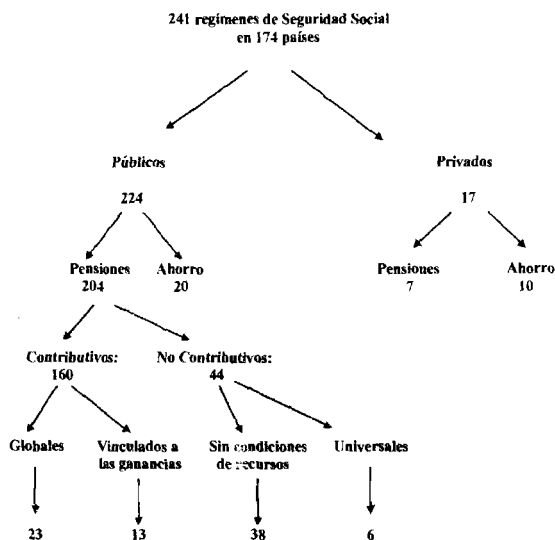 241 regímenes de Seguridad Social
en 174 países
Públicos
Privados
224
17
Pensiones
Ahorro
Pensiones
Ahorro
204
20
7
10
Contributivos:
No Contributivos:
160
44
Globales
Vinculados a
las ganancias
Sin condiciones
de recursos
Universales
23
13
38
6